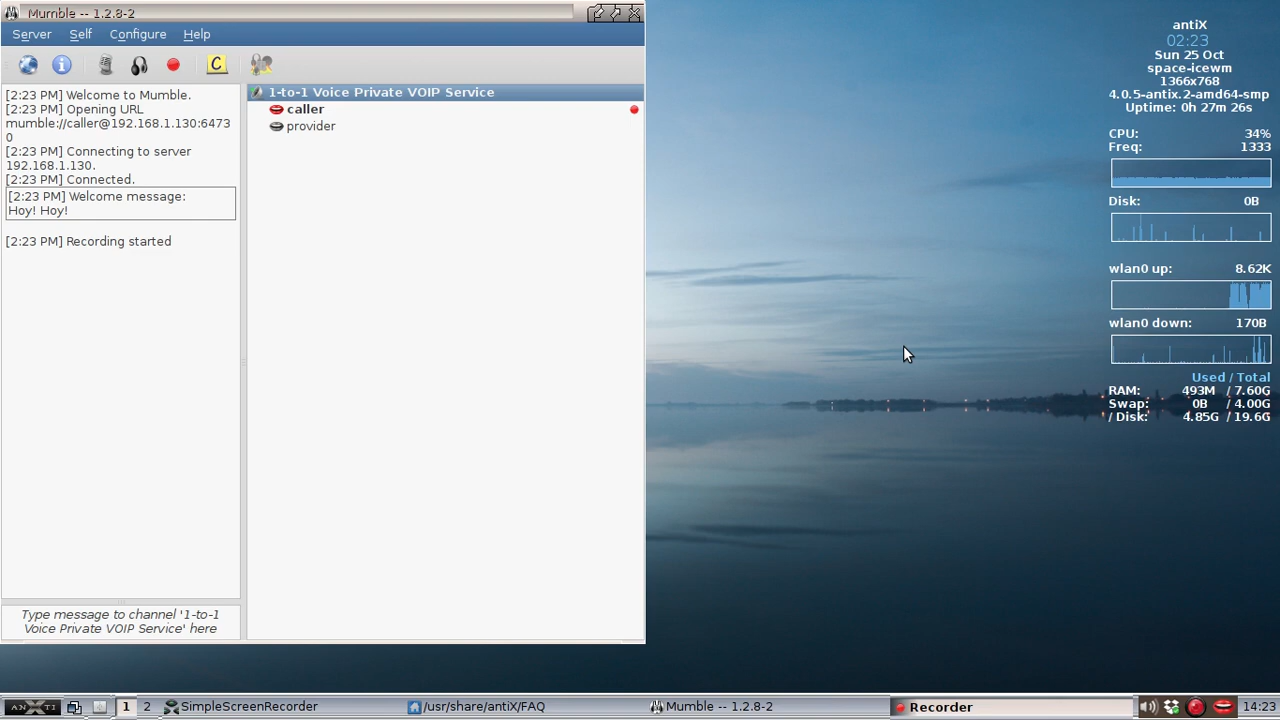 Mumble -- 1.2.8-2
Server Self Configure Help
C
[2:23 PM] Welcome to Mumble.
[2:23 PM] Opening URL
mumble://caller@192.168.1.130:6473
0
[2:23 PM] Connecting to server
192.168.1.130.
[2:23 PM] Connected.
[2:23 PM] Welcome message:
Hoy! Hoy!
[2:23 PM] Recording started
Type message to channel '1-to-1
Voice Private VOIP Service' here
1-to-1 Voice Private VOIP Service
caller
provider
antiX
02:23
Sun 25 Oct
space-icewm
1366x768
4.0.5-antix.2-amd64-smp
Uptime: 0h 27m 26s
CPU: 34%
Freq: 1333
Disk: 0B
wlan0 up: 8.62K
wlan0 down: 170B
Used / Total
RAM: 493M / 7.60G
Swap: 0B / 4.00G
/ Disk: 4.85G / 19.6G
ANXTI 1 2 SimpleScreenRecorder /usr/share/antiX/FAQ Mumble -- 1.2.8-2 Recorder 14:23